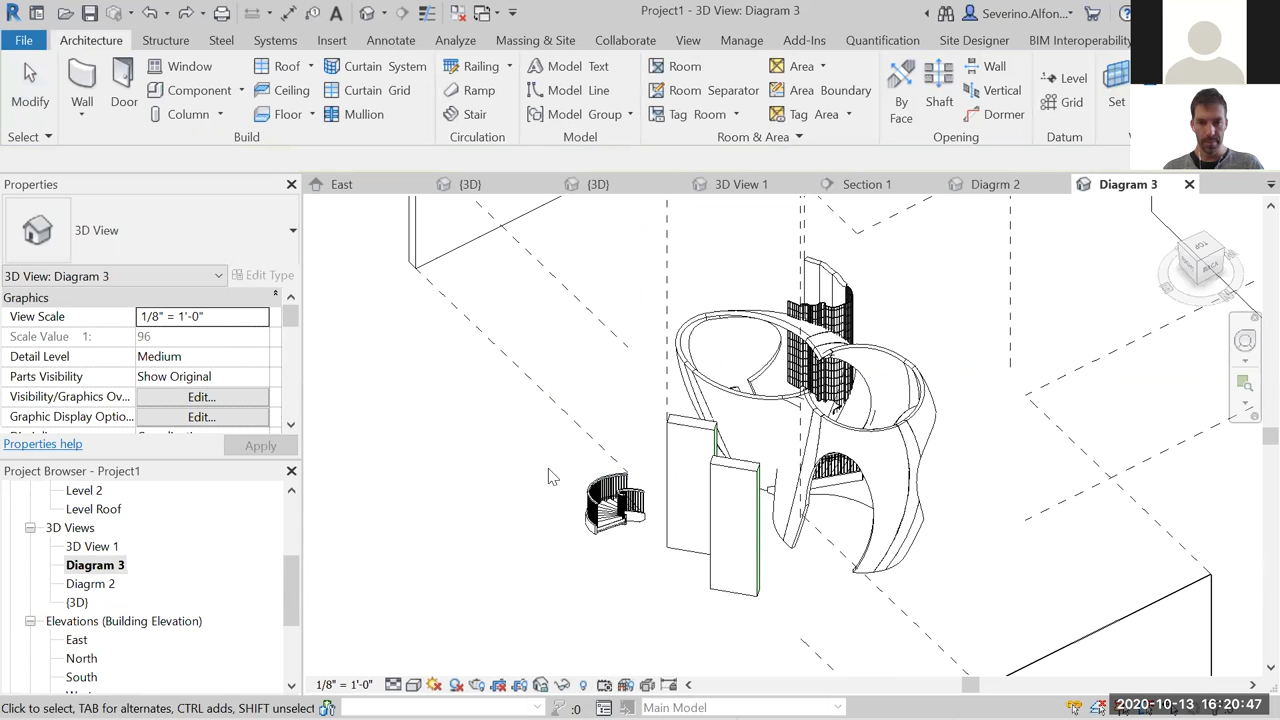 Project1 - 3D View: Diagram 3
Severino.Alfon...
File Architecture Structure Steel Systems Insert Annotate Analyze Massing & Site Collaborate View Manage Add-Ins Quantification Site Designer BIM Interoperability
Modify
Wall
Door
Window
Component
Column
Roof
Ceiling
Floor
Curtain System
Curtain Grid
Mullion
Railing
Ramp
Stair
Model Text
Model Line
Model Group
Room
Room Separator
Tag Room
Area
Area Boundary
Tag Area
By
Face
Shaft
Wall
Vertical
Dormer
Level
Grid
Set
Select Build Circulation Model Room & Area Opening Datum
Properties
East {3D} {3D} 3D View 1 Section 1 Diagrm 2 Diagram 3
3D View
3D View: Diagram 3 Edit Type
Graphics
View Scale 1/8" = 1'-0"
Scale Value 1: 96
Detail Level Medium
Parts Visibility Show Original
Visibility/Graphics Ov... Edit...
Graphic Display Optio... Edit...
Properties help Apply
Project Browser - Project1
Level 2
Level Roof
3D Views
3D View 1
Diagram 3
Diagrm 2
{3D}
Elevations (Building Elevation)
East
North
South
TOP
BACK
1/8" = 1'-0"
Click to select, TAB for alternates, CTRL adds, SHIFT unselect
:0
Main Model
2020-10-13 16:20:47